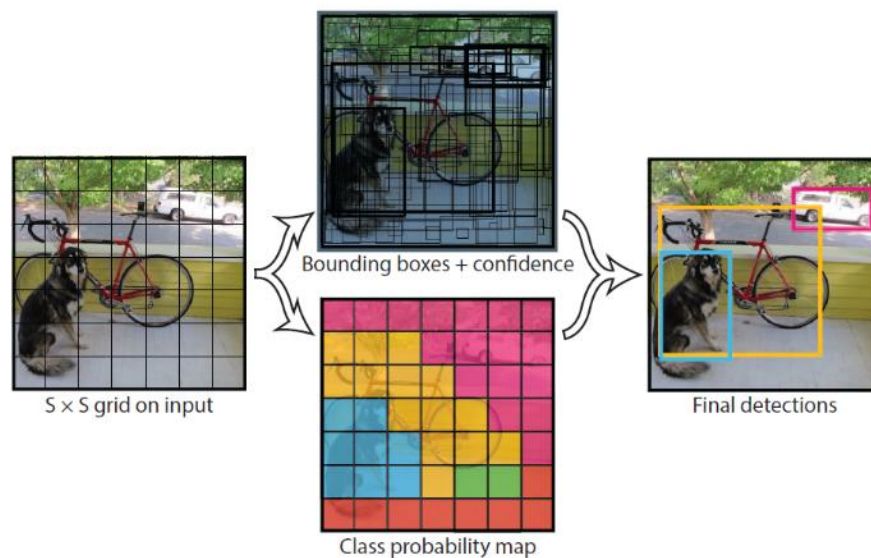 S × S grid on input
Bounding boxes + confidence
Class probability map
Final detections